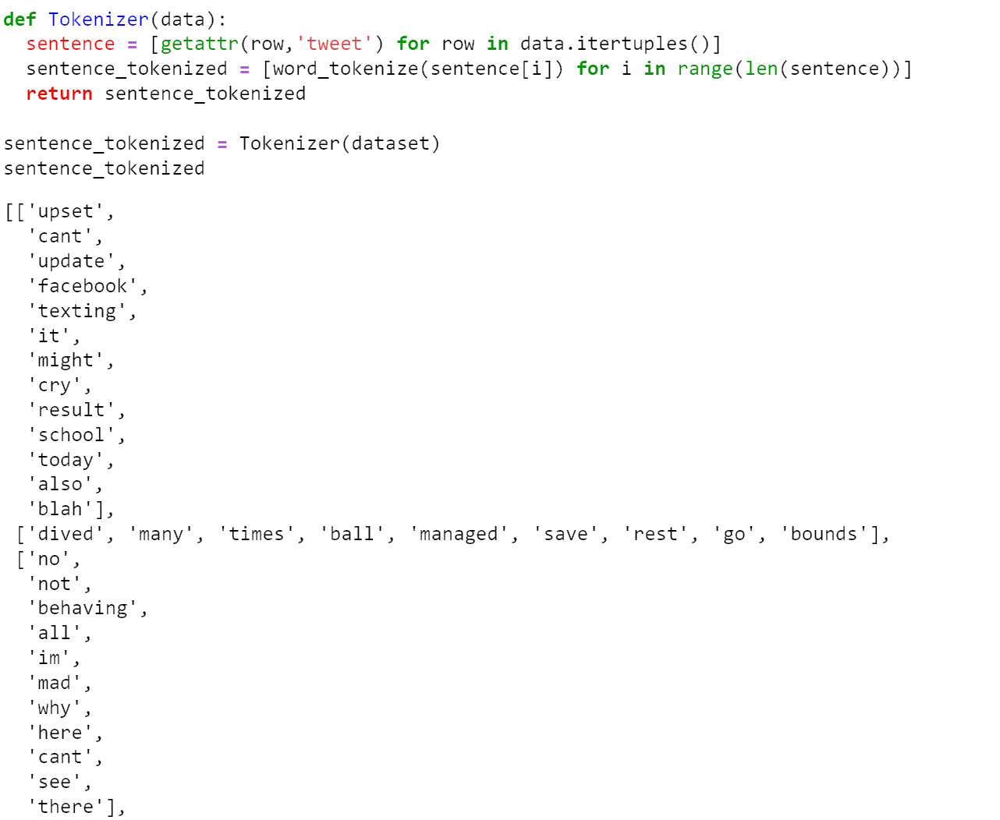 def Tokenizer(data):
  sentence = [getattr(row,'tweet') for row in data.itertuples()]
  sentence_tokenized = [word_tokenize(sentence[i]) for i in range(len(sentence))]
  return sentence_tokenized

sentence_tokenized = Tokenizer(dataset)
sentence_tokenized

[['upset',
  'cant',
  'update',
  'facebook',
  'texting',
  'it',
  'might',
  'cry',
  'result',
  'school',
  'today',
  'also',
  'blah'],
 ['dived', 'many', 'times', 'ball', 'managed', 'save', 'rest', 'go', 'bounds'],
 ['no',
  'not',
  'behaving',
  'all',
  'im',
  'mad',
  'why',
  'here',
  'cant',
  'see',
  'there'],